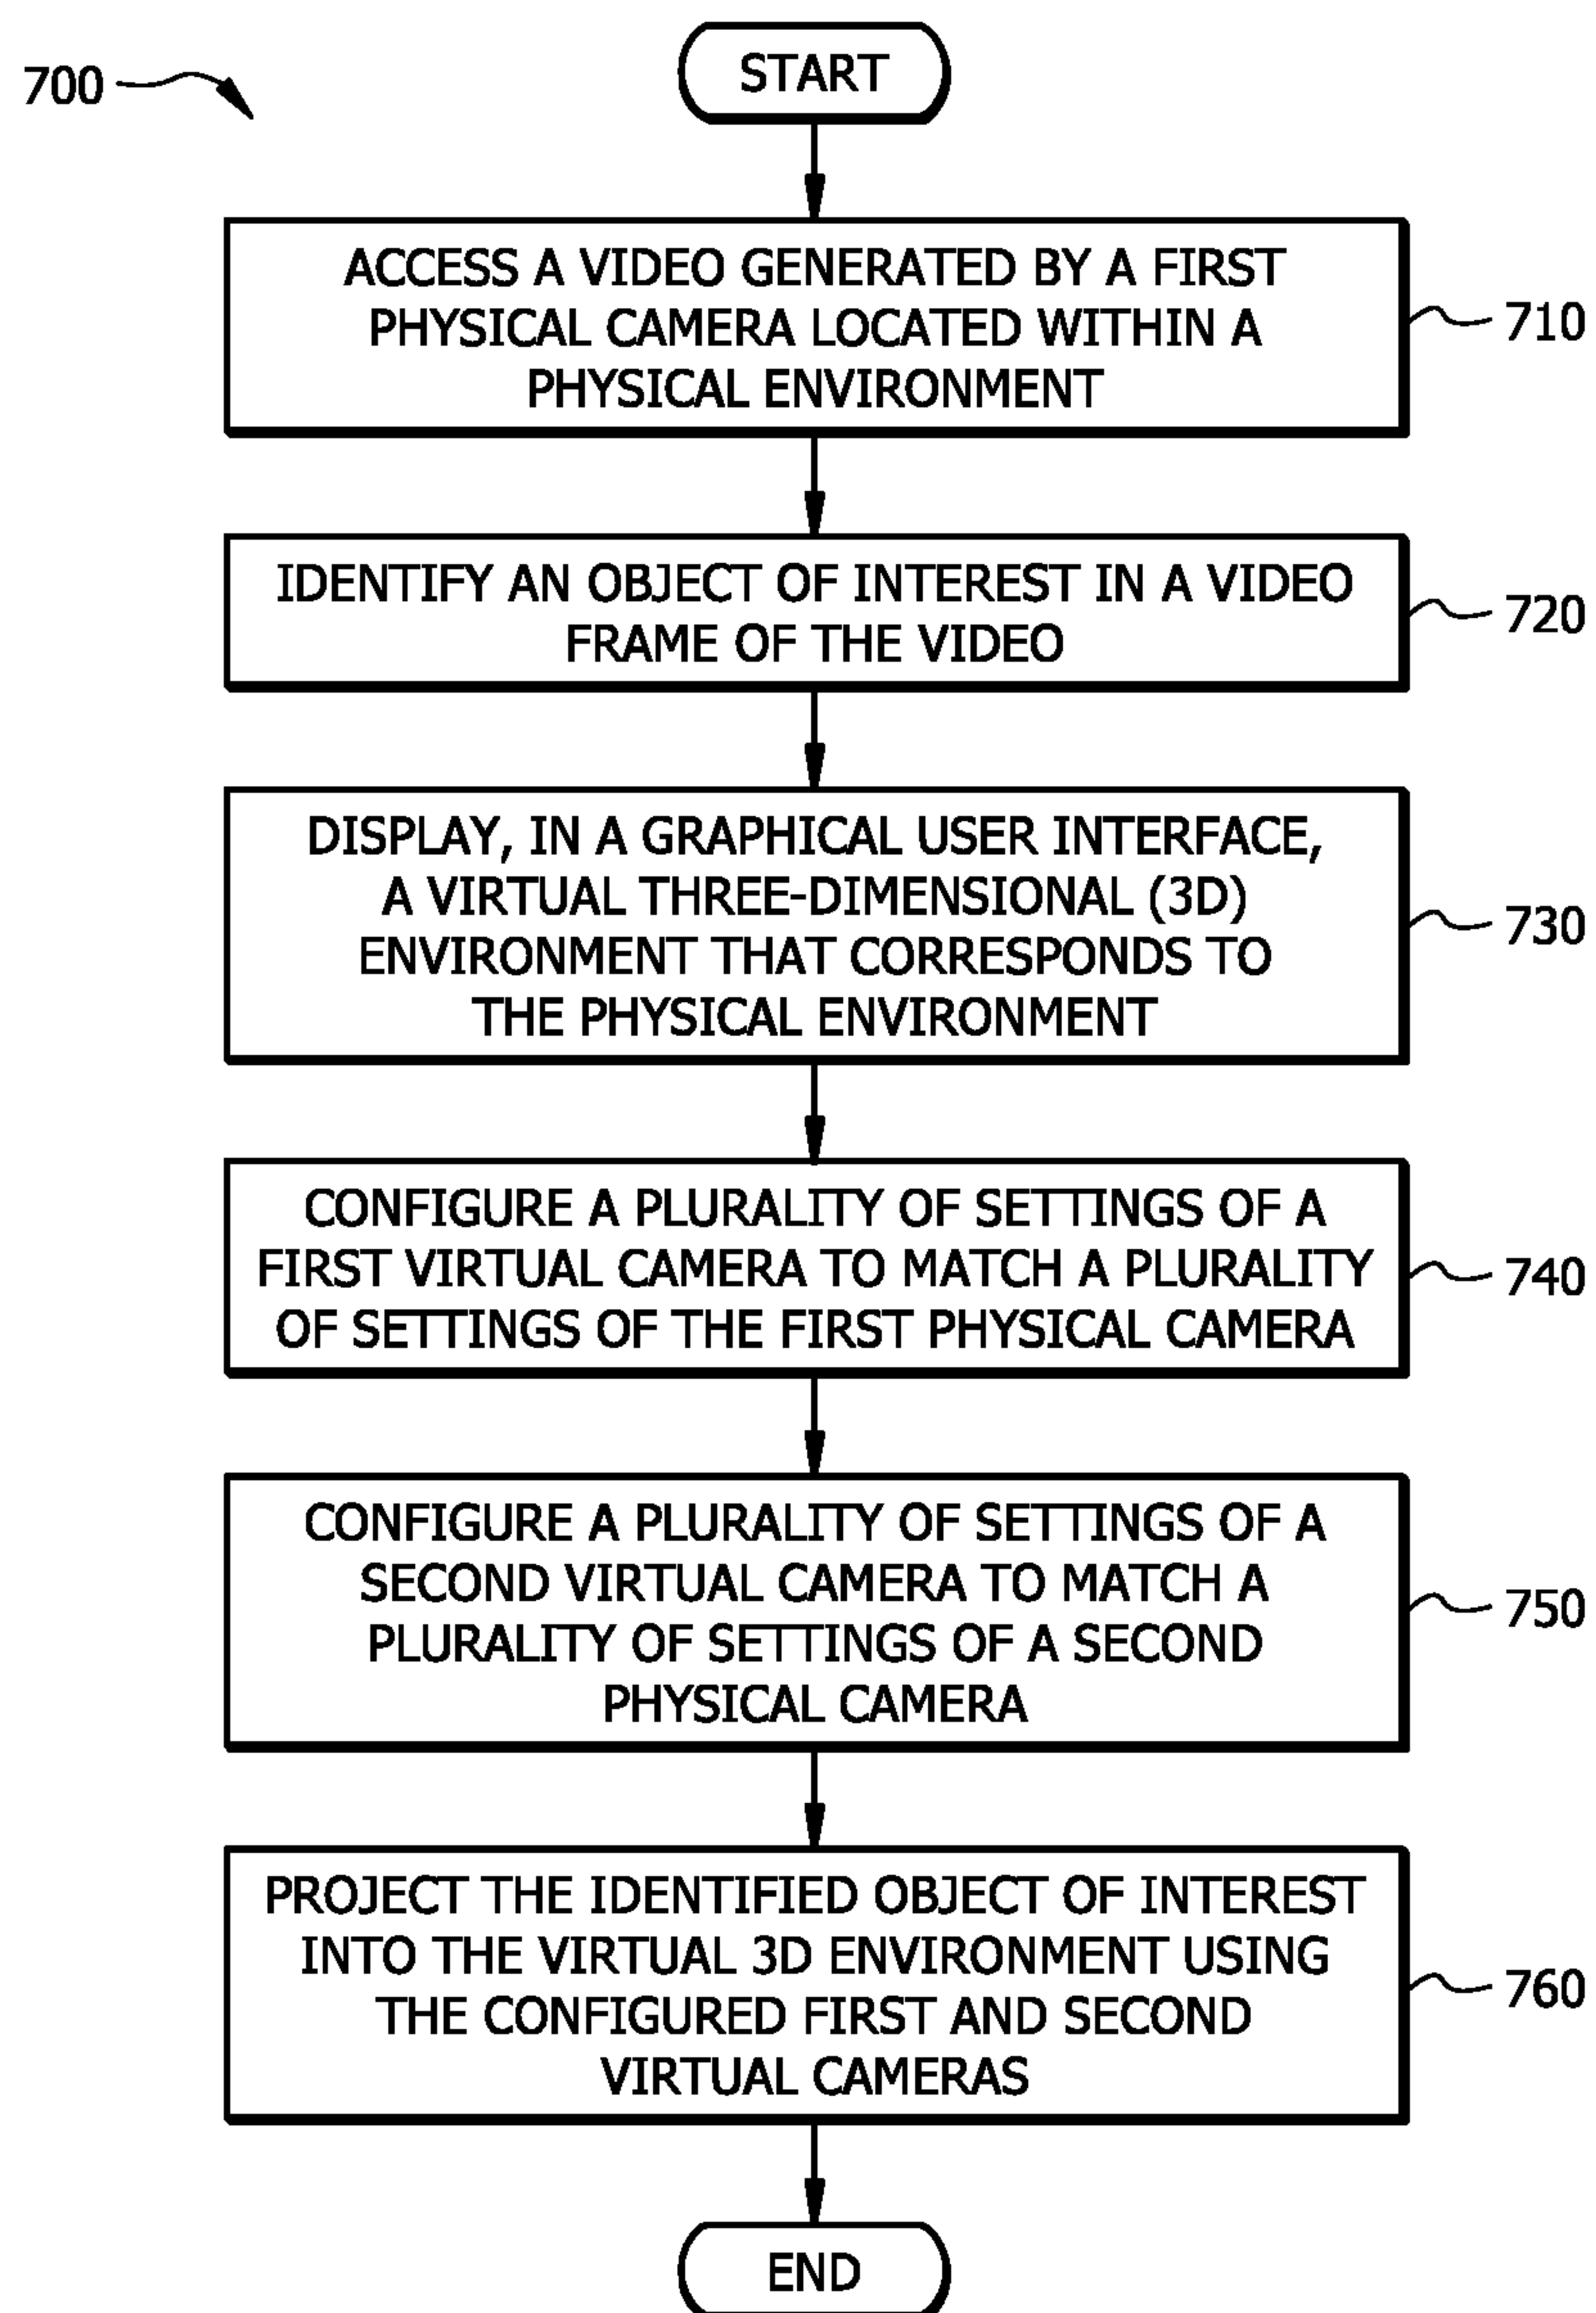 700
START
ACCESS A VIDEO GENERATED BY A FIRST
PHYSICAL CAMERA LOCATED WITHIN A
PHYSICAL ENVIRONMENT
710
IDENTIFY AN OBJECT OF INTEREST IN A VIDEO
FRAME OF THE VIDEO
720
DISPLAY, IN A GRAPHICAL USER INTERFACE,
A VIRTUAL THREE-DIMENSIONAL (3D)
ENVIRONMENT THAT CORRESPONDS TO
THE PHYSICAL ENVIRONMENT
730
CONFIGURE A PLURALITY OF SETTINGS OF A
FIRST VIRTUAL CAMERA TO MATCH A PLURALITY
OF SETTINGS OF THE FIRST PHYSICAL CAMERA
740
CONFIGURE A PLURALITY OF SETTINGS OF A
SECOND VIRTUAL CAMERA TO MATCH A
PLURALITY OF SETTINGS OF A SECOND
PHYSICAL CAMERA
750
PROJECT THE IDENTIFIED OBJECT OF INTEREST
INTO THE VIRTUAL 3D ENVIRONMENT USING
THE CONFIGURED FIRST AND SECOND
VIRTUAL CAMERAS
760
END